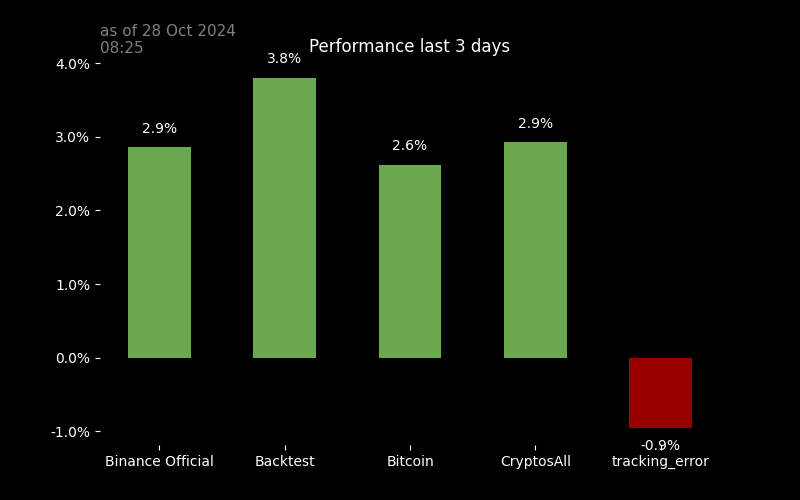 as of 28 Oct 2024
08:25
Performance last 3 days
4.0%
3.0%
2.0%
1.0%
0.0%
-1.0%
2.9%
3.8%
2.6%
2.9%
-0.9%
Binance Official
Backtest
Bitcoin
CryptosAll
tracking_error